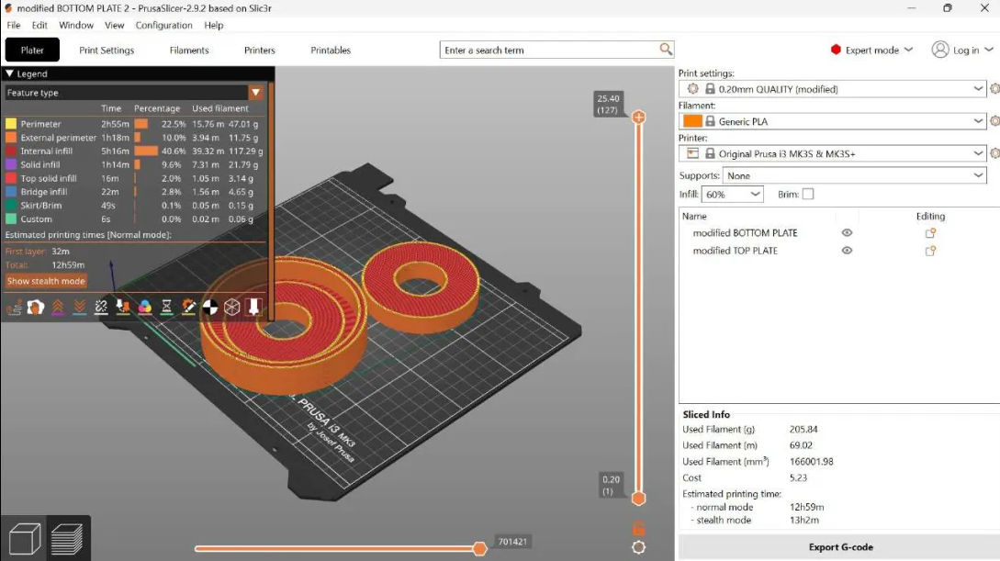 modified BOTTOM PLATE 2 - PrusaSlicer-2.9.2 based on Slic3r
File Edit Window View Configuration Help
Plater Print Settings Filaments Printers Printables Enter a search term Expert mode Log in
Legend
Feature type
Time Percentage Used filament
Perimeter 2h55m 22.5% 15.76 m 47.01 g
External perimeter 1h18m 10.0% 3.94 m 11.75 g
Internal infill 5h16m 40.6% 39.32 m 117.29 g
Solid infill 1h14m 9.6% 7.31 m 21.79 g
Top solid infill 16m 2.0% 1.05 m 3.14 g
Bridge infill 22m 2.8% 1.56 m 4.65 g
Skirt/Brim 49s 0.1% 0.05 m 0.15 g
Custom 6s 0.0% 0.02 m 0.06 g
Estimated printing times [Normal mode]:
First layer: 32m
Total: 12h59m
Show stealth mode
25.40
(127)
PRUSA i3 MK3
by Josef Prusa
0.20
(1)
701421
Print settings:
0.20mm QUALITY (modified)
Filament:
Generic PLA
Printer:
Original Prusa i3 MK3S & MK3S+
Supports: None
Infill: 60% Brim:
Name Editing
modified BOTTOM PLATE
modified TOP PLATE
Sliced Info
Used Filament (g) 205.84
Used Filament (m) 69.02
Used Filament (mm³) 166001.98
Cost 5.23
Estimated printing time:
- normal mode 12h59m
- stealth mode 13h2m
Export G-code